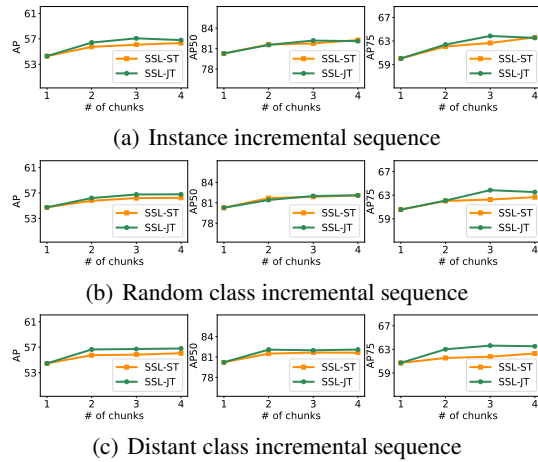 AP
61
57
53
SSL-ST
SSL-JT
1 2 3 4
# of chunks
AP50
84
81
78
SSL-ST
SSL-JT
1 2 3 4
# of chunks
AP75
67
63
59
SSL-ST
SSL-JT
1 2 3 4
# of chunks
(a) Instance incremental sequence
AP
61
57
53
SSL-ST
SSL-JT
1 2 3 4
# of chunks
AP50
84
81
78
SSL-ST
SSL-JT
1 2 3 4
# of chunks
AP75
67
63
59
SSL-ST
SSL-JT
1 2 3 4
# of chunks
(b) Random class incremental sequence
AP
61
57
53
SSL-ST
SSL-JT
1 2 3 4
# of chunks
AP50
84
81
78
SSL-ST
SSL-JT
1 2 3 4
# of chunks
AP75
67
63
59
SSL-ST
SSL-JT
1 2 3 4
# of chunks
(c) Distant class incremental sequence